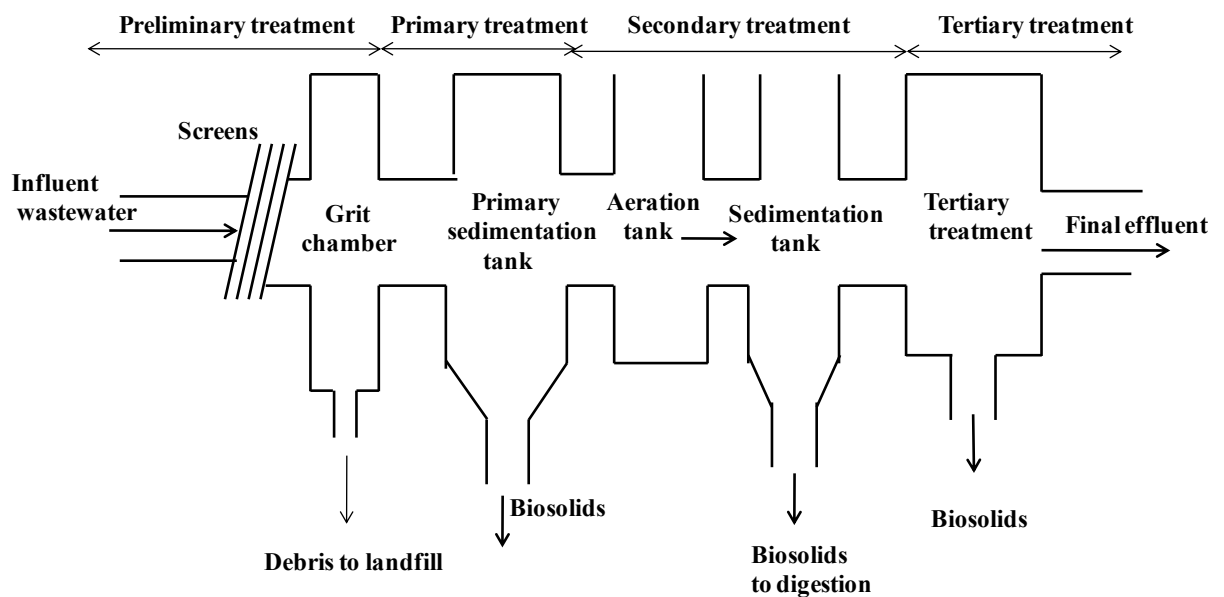 Preliminary treatment
Primary treatment
Secondary treatment
Tertiary treatment
Screens
Influent
wastewater
Grit
chamber
Primary
sedimentation
tank
Aeration
tank
Sedimentation
tank
Tertiary
treatment
Final effluent
Debris to landfill
Biosolids
Biosolids
to digestion
Biosolids